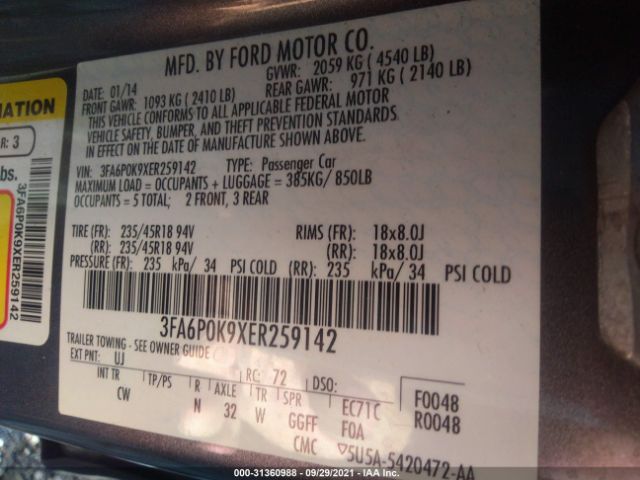 MFD. BY FORD MOTOR CO.
DATE: 01/14 GVWR: 2059 KG ( 4540 LB)
FRONT GAWR: 1093 KG ( 2410 LB) REAR GAWR: 971 KG ( 2140 LB)
THIS VEHICLE CONFORMS TO ALL APPLICABLE FEDERAL MOTOR
VEHICLE SAFETY, BUMPER, AND THEFT PREVENTION STANDARDS
IN EFFECT ON THE DATE OF MANUFACTURE SHOWN ABOVE.
VIN: 3FA6P0K9XER259142 TYPE: Passenger Car
MAXIMUM LOAD = OCCUPANTS + LUGGAGE = 385KG/ 850LB
OCCUPANTS = 5 TOTAL; 2 FRONT, 3 REAR
TIRE (FR): 235/45R18 94V RIMS (FR): 18x8.0J
(RR): 235/45R18 94V (RR): 18x8.0J
PRESSURE (FR): 235 kPa/ 34 PSI COLD (RR): 235 kPa/ 34 PSI COLD
3FA6P0K9XER259142
TRAILER TOWING - SEE OWNER GUIDE
EXT PNT: UJ RC: 72 DSO:
INT TR TP/PS R AXLE TR SPR EC71C F0048
CW N 32 W GGFF F0A R0048
CMC ▽5U5A-5420472-AA
MATION
R: 3
bs.
3FA6P0K9XER259142
000-31360988 - 09/29/2021 - IAA Inc.